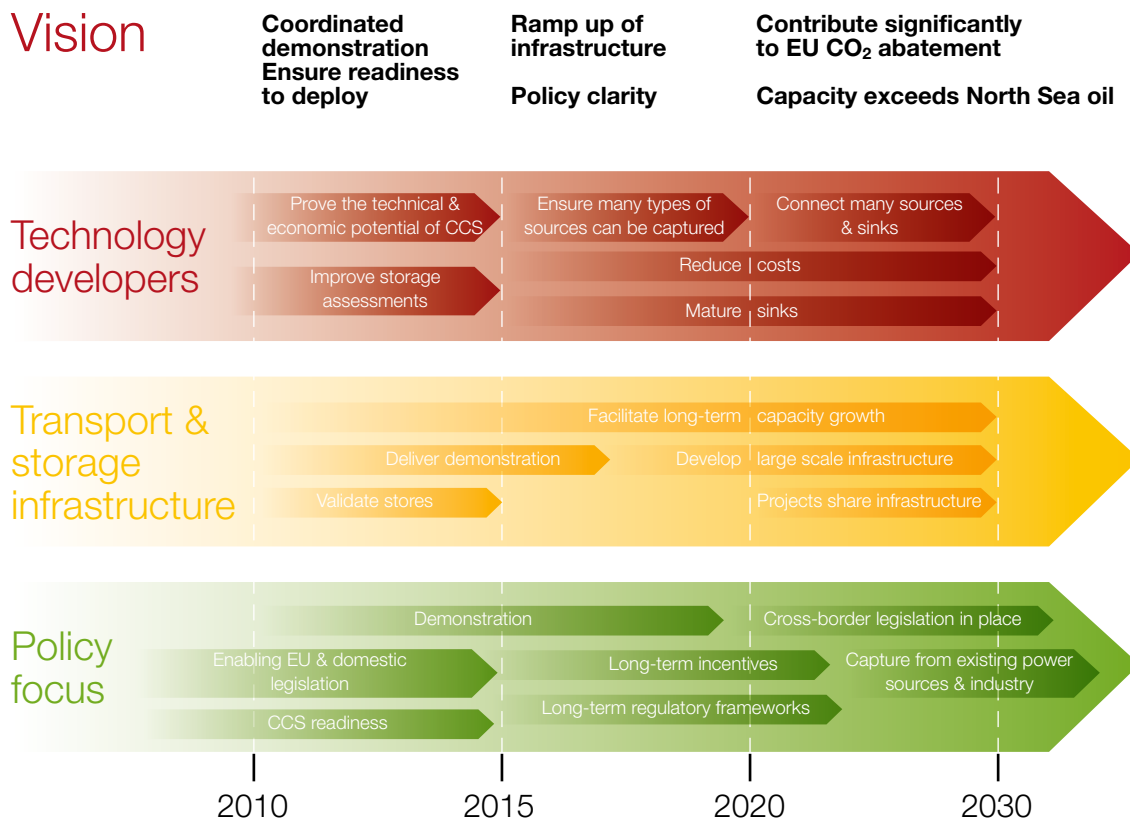 Vision
Coordinated
demonstration
Ensure readiness
to deploy
Ramp up of
infrastructure
Policy clarity
Contribute significantly
to EU CO₂ abatement
Capacity exceeds North Sea oil
Technology
developers
Prove the technical &
economic potential of CCS
Improve storage
assessments
Ensure many types of
sources can be captured
Connect many sources
& sinks
Reduce costs
Mature sinks
Transport &
storage
infrastructure
Facilitate long-term capacity growth
Deliver demonstration
Develop large scale infrastructure
Validate stores
Projects share infrastructure
Policy
focus
Demonstration
Cross-border legislation in place
Enabling EU & domestic
legislation
Long-term incentives
Capture from existing power
sources & industry
CCS readiness
Long-term regulatory frameworks
2010
2015
2020
2030